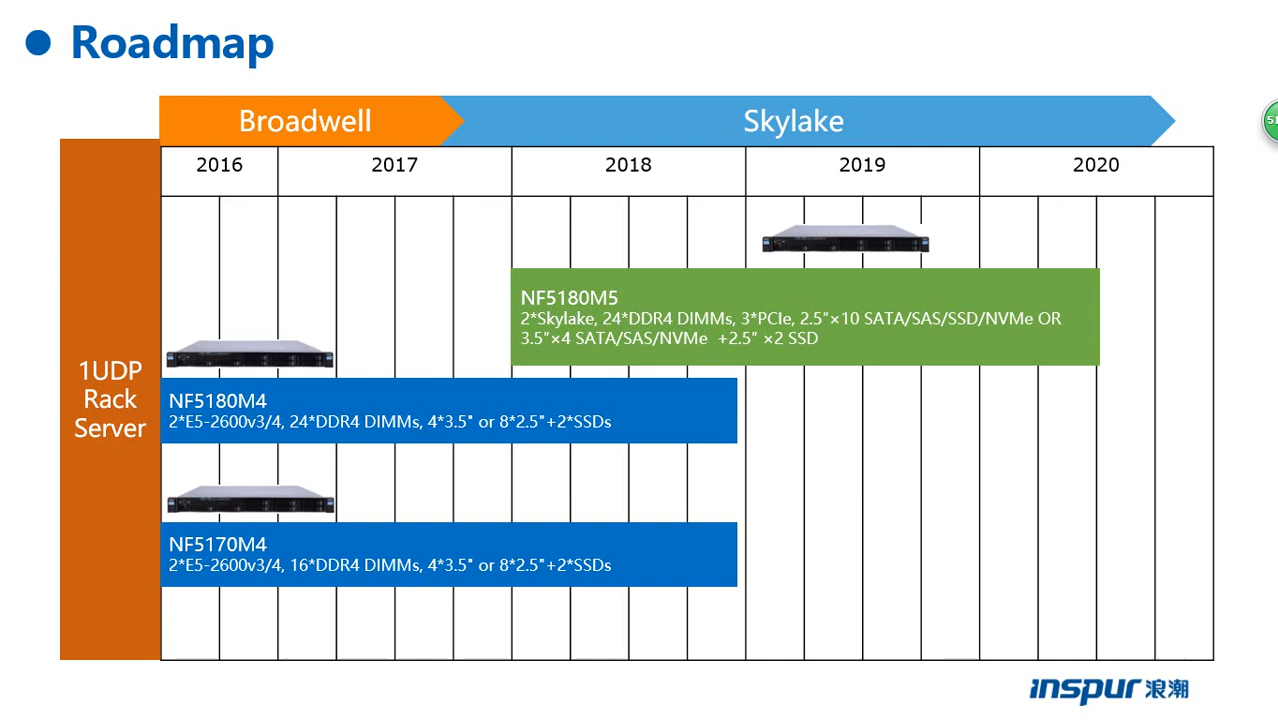 Roadmap
Broadwell
Skylake
2016
2017
2018
2019
2020
51
1UDP
Rack
Server
NF5180M5
2*Skylake, 24*DDR4 DIMMs, 3*PCIe, 2.5”×10 SATA/SAS/SSD/NVMe OR
3.5”×4 SATA/SAS/NVMe +2.5” ×2 SSD
NF5180M4
2*E5-2600v3/4, 24*DDR4 DIMMs, 4*3.5" or 8*2.5"+2*SSDs
NF5170M4
2*E5-2600v3/4, 16*DDR4 DIMMs, 4*3.5" or 8*2.5"+2*SSDs
inspur 浪潮